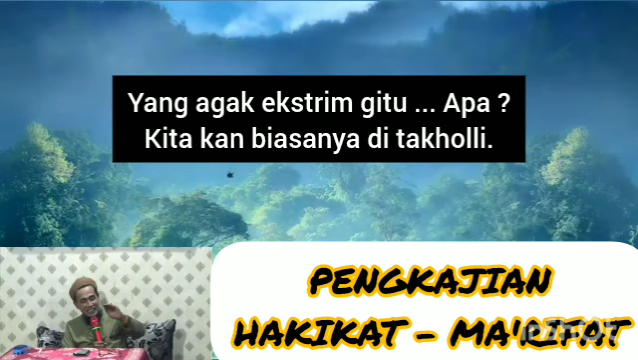 Yang agak ekstrim gitu ... Apa ?
Kita kan biasanya di takholli.
PENGKAJIAN
HAKIKAT - MA'RIFAT